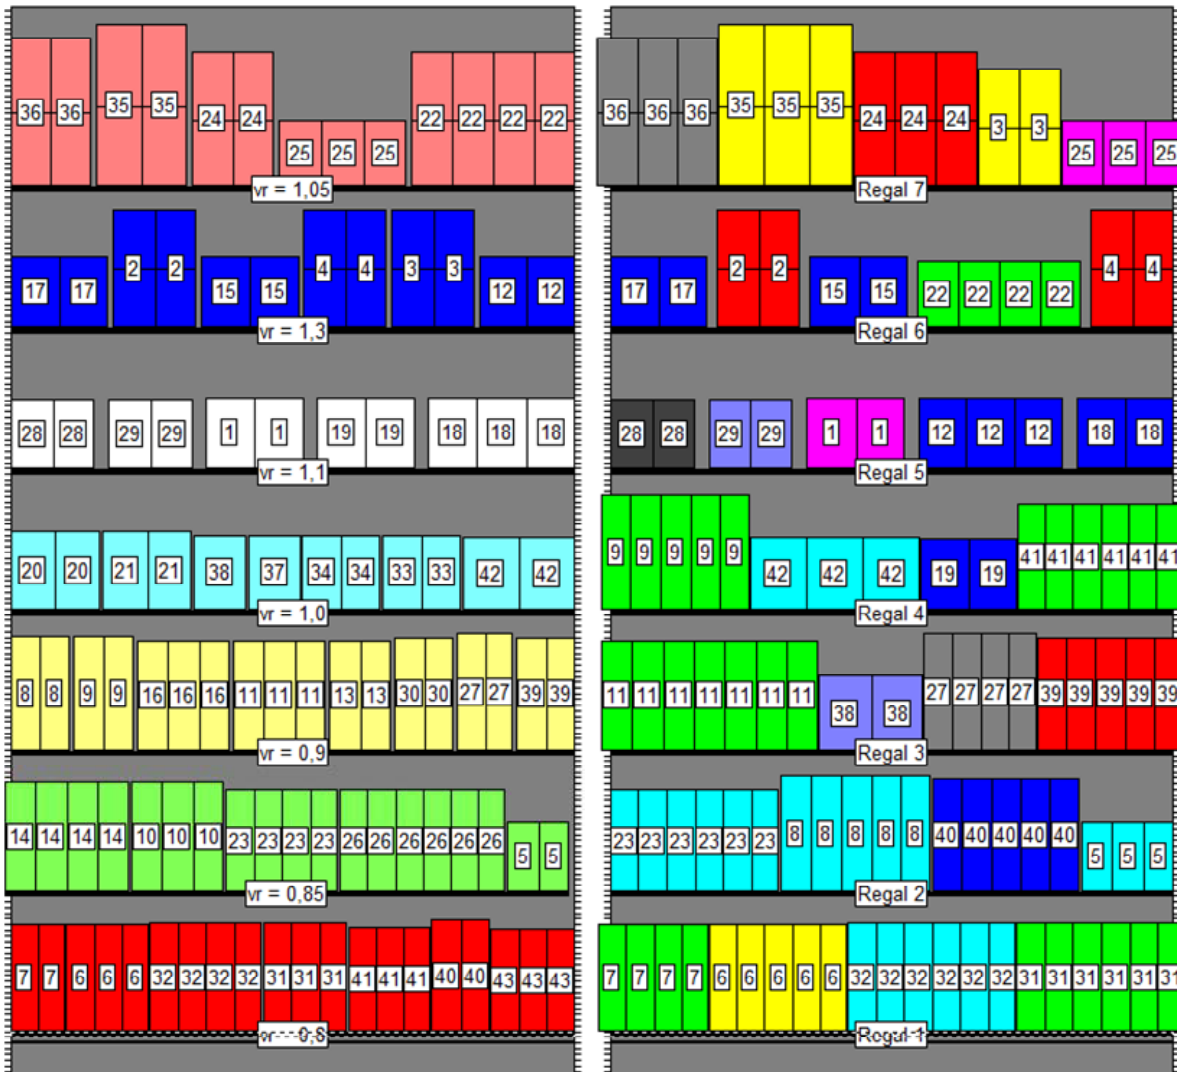 36 36 35 35 24 24 25 25 25 22 22 22 22
vr = 1,05
17 17 2 2 15 15 4 4 3 3 12 12
vr = 1,3
28 28 29 29 1 1 19 19 18 18 18
vr = 1,1
20 20 21 21 38 37 34 34 33 33 42 42
vr = 1,0
8 8 9 9 16 16 16 11 11 11 13 13 30 30 27 27 39 39
vr = 0,9
14 14 14 14 10 10 10 23 23 23 23 26 26 26 26 26 26 5 5
vr = 0,85
7 7 6 6 6 32 32 32 32 31 31 31 41 41 41 40 40 43 43 43
vr = 0,8
36 36 36 35 35 35 24 24 24 3 3 25 25 25
Regal 7
17 17 2 2 15 15 22 22 22 22 4 4
Regal 6
28 28 29 29 1 1 12 12 12 18 18
Regal 5
9 9 9 9 9 42 42 42 19 19 41 41 41 41 41 41
Regal 4
11 11 11 11 11 11 11 38 38 27 27 27 27 39 39 39 39 39
Regal 3
23 23 23 23 23 23 8 8 8 8 8 40 40 40 40 40 5 5 5
Regal 2
7 7 7 7 6 6 6 6 6 32 32 32 32 32 32 31 31 31 31 31 31
Regal 1